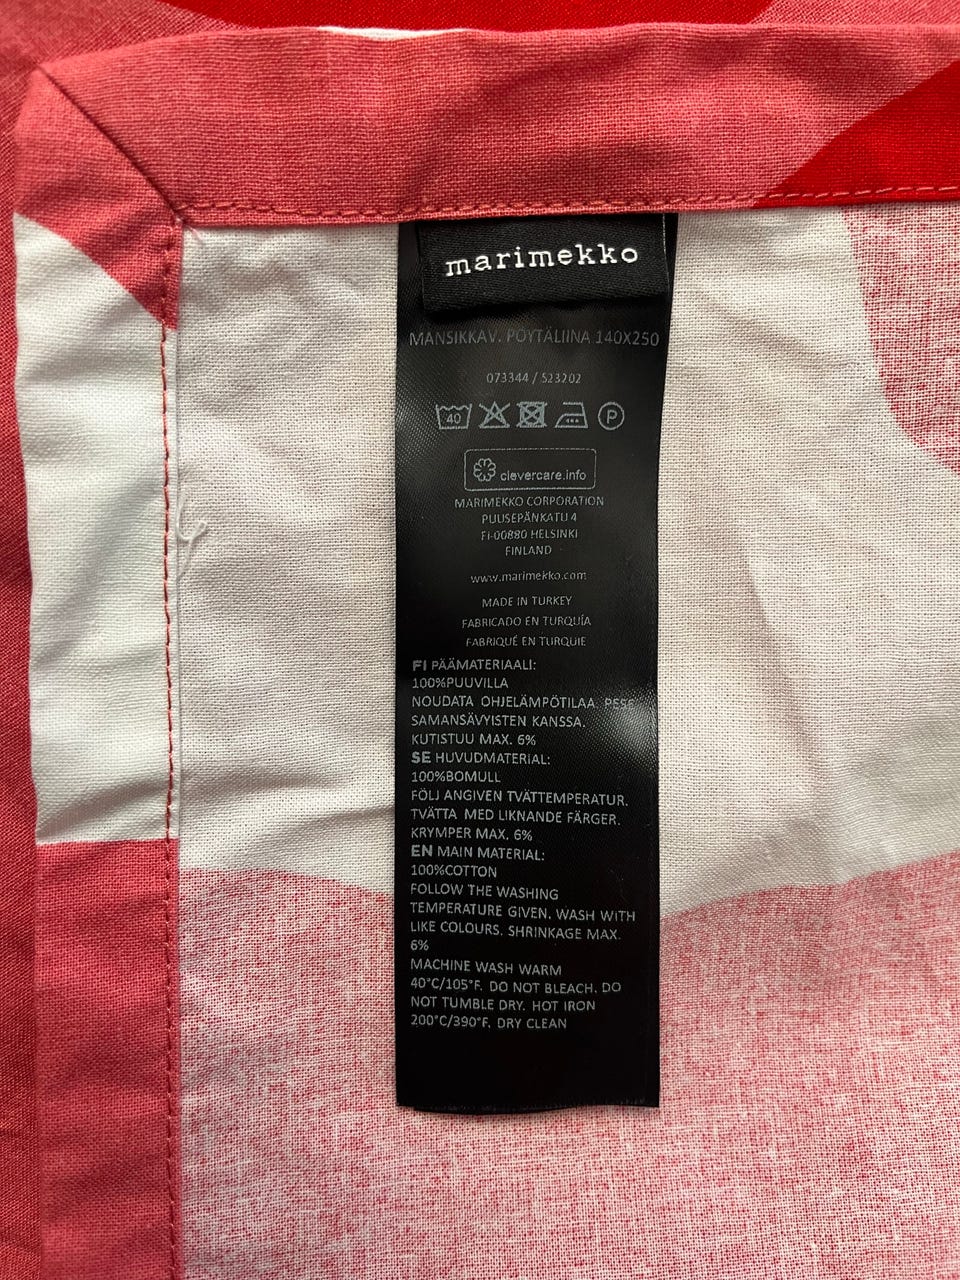 marimekko
MANSIKKAV. PÖYTÄLIINA 140X250
073344 / 523202
40 P
clevercare.info
MARIMEKKO CORPORATION
PUUSEPÄNKATU 4
FI-00880 HELSINKI
FINLAND
www.marimekko.com
MADE IN TURKEY
FABRICADO EN TURQUÍA
FABRIQUÉ EN TURQUIE
FI PÄÄMATERIAALI:
100%PUUVILLA
NOUDATA OHJELÄMPÖTILAA. PESE
SAMANSÄVYISTEN KANSSA.
KUTISTUU MAX. 6%
SE HUVUDMATERIAL:
100%BOMULL
FÖLJ ANGIVEN TVÄTTEMPERATUR.
TVÄTTA MED LIKNANDE FÄRGER.
KRYMPER MAX. 6%
EN MAIN MATERIAL:
100%COTTON
FOLLOW THE WASHING
TEMPERATURE GIVEN. WASH WITH
LIKE COLOURS. SHRINKAGE MAX.
6%
MACHINE WASH WARM
40°C/105°F. DO NOT BLEACH. DO
NOT TUMBLE DRY. HOT IRON
200°C/390°F. DRY CLEAN